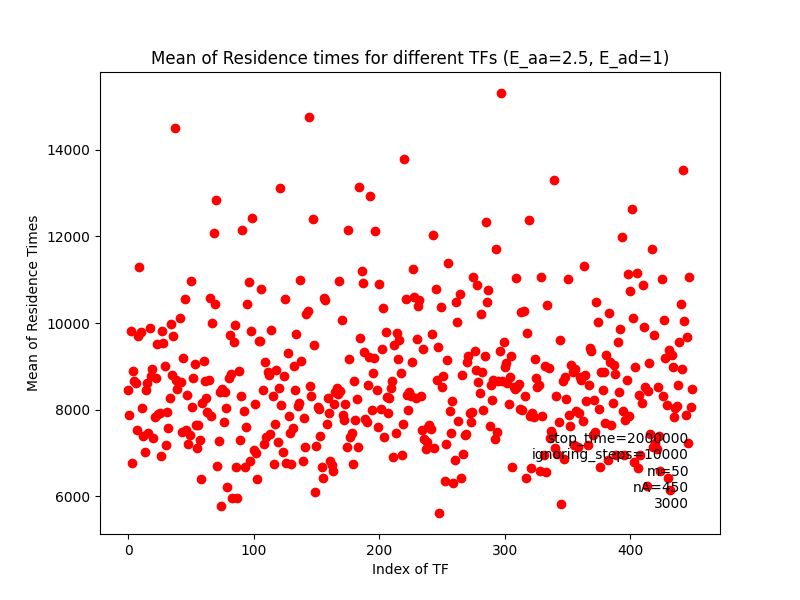 Mean of Residence times for different TFs (E_aa=2.5, E_ad=1)
Mean of Residence Times
14000
12000
10000
8000
6000
stop_time=2000000
ignoring_steps=10000
m=50
nA=450
3000
0
100
200
300
400
Index of TF